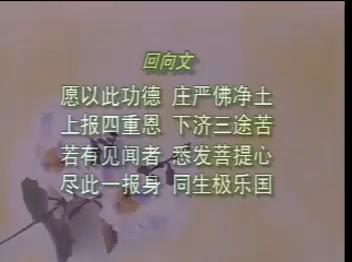 回向文
愿以此功德 庄严佛净土
上报四重恩 下济三途苦
若有见闻者 悉发菩提心
尽此一报身 同生极乐国